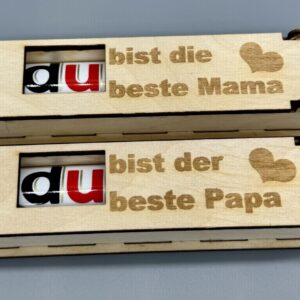 du bist die
beste Mama
du bist der
beste Papa